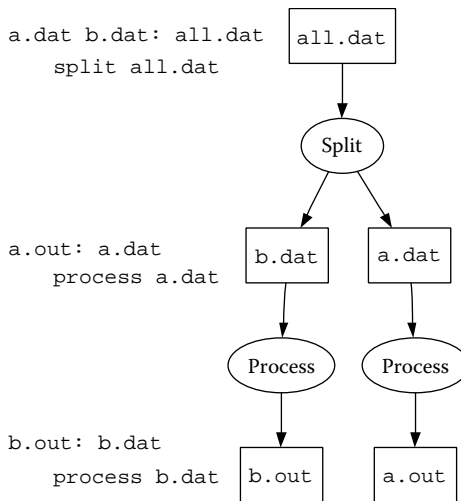 a.dat b.dat: all.dat
split all.dat
all.dat
Split
a.out: a.dat
process a.dat
b.dat
a.dat
Process
Process
b.out: b.dat
process b.dat
b.out
a.out